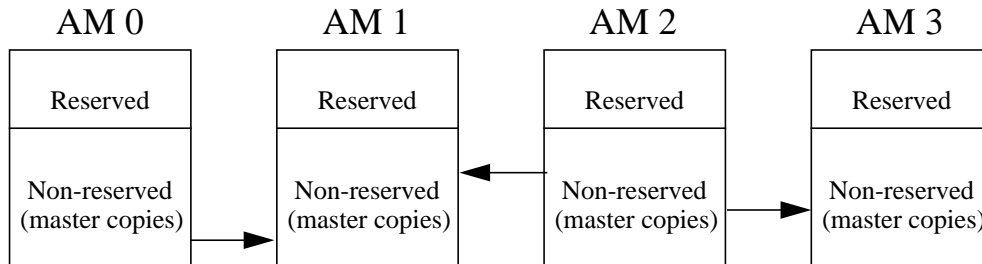 AM 0
AM 1
AM 2
AM 3
Reserved
Reserved
Reserved
Reserved
Non-reserved
(master copies)
Non-reserved
(master copies)
Non-reserved
(master copies)
Non-reserved
(master copies)